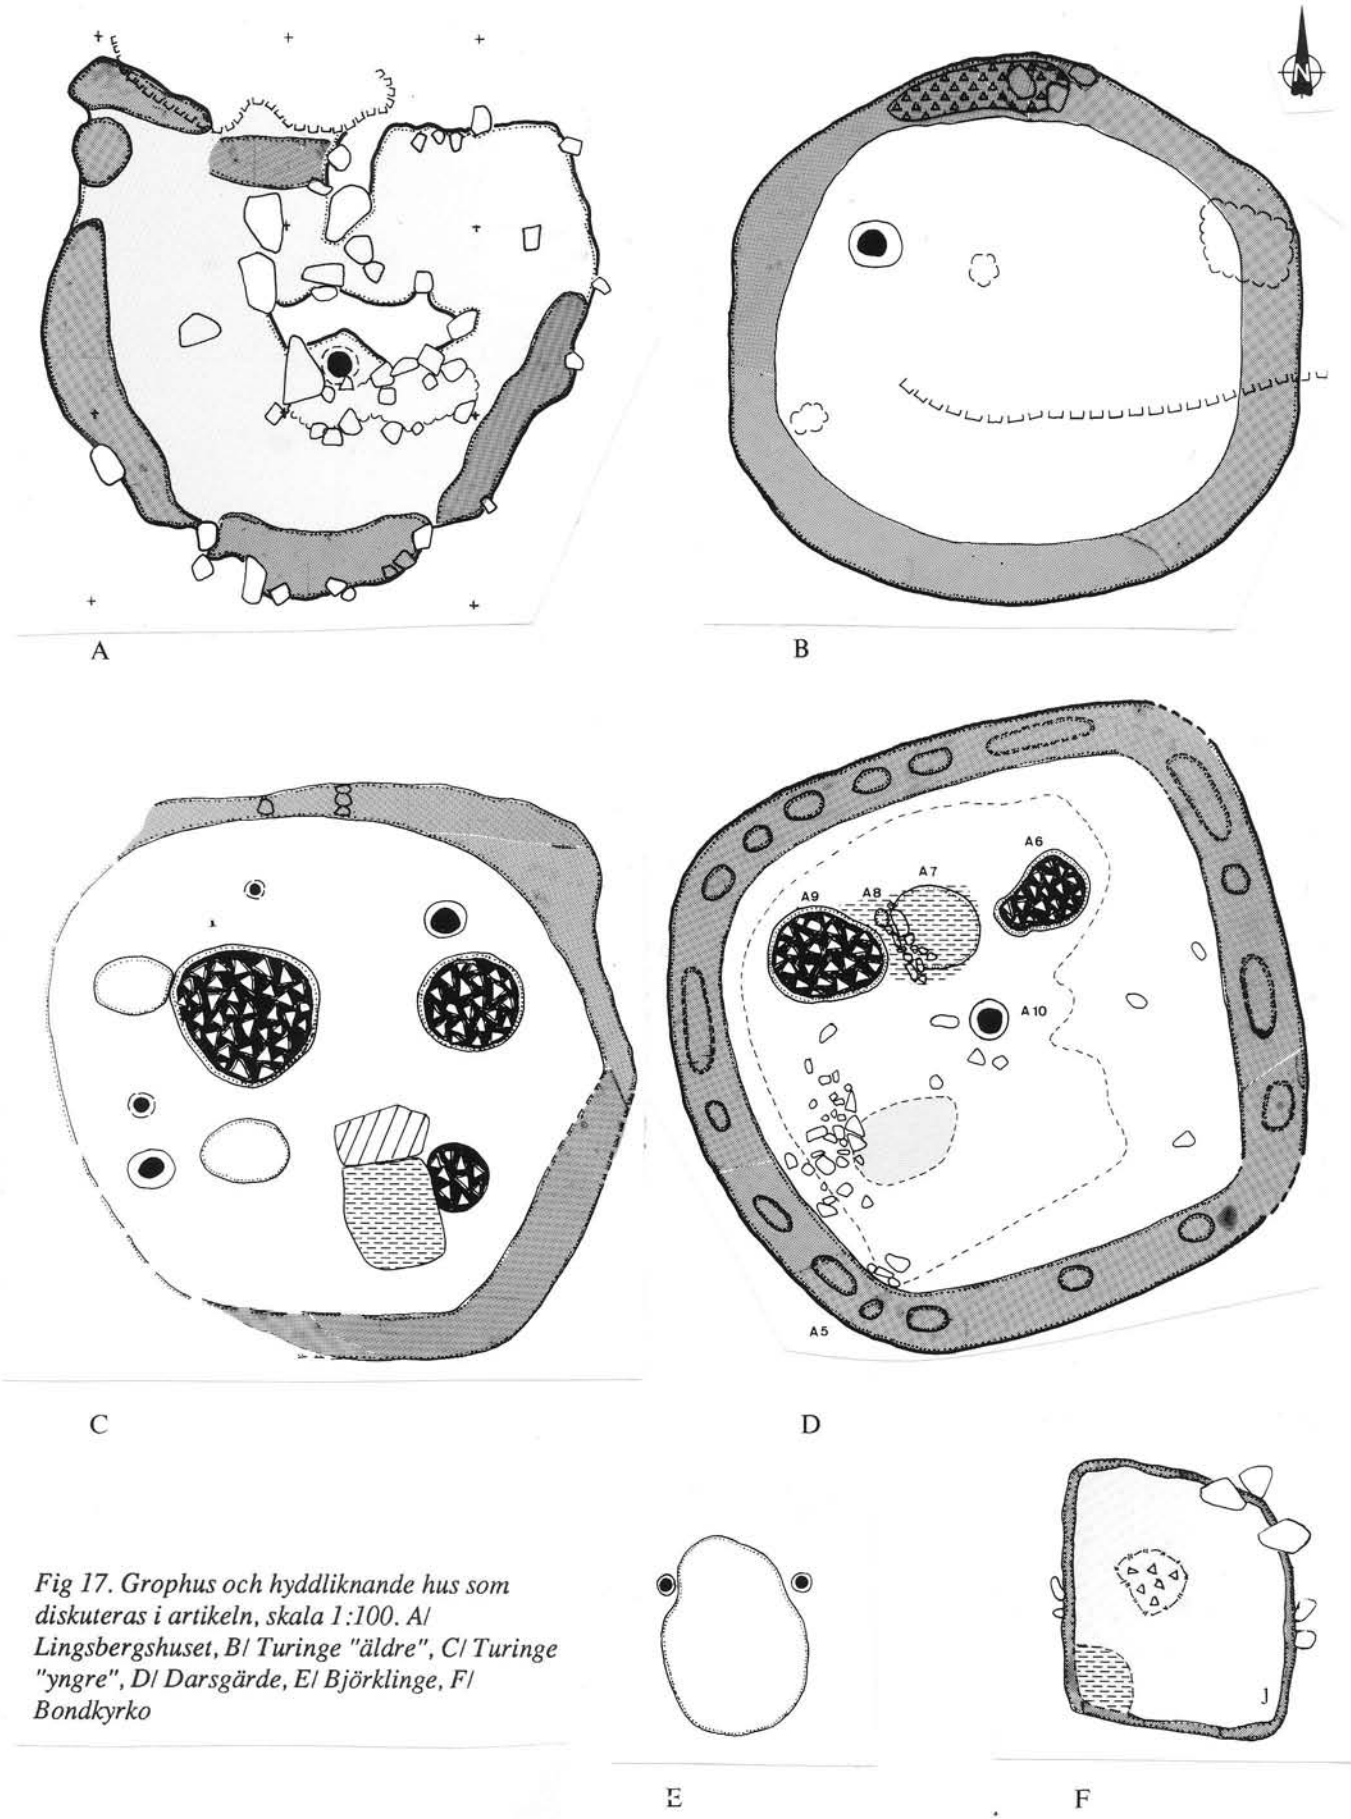 N
A
B
A6
A7
A8
A9
A10
A5
C
D
Fig 17. Grophus och hyddliknande hus som
diskuteras i artikeln, skala 1:100. A/
Lingsbergshuset, B/ Turinge "äldre", C/ Turinge
"yngre", D/ Darsgärde, E/ Björklinge, F/
Bondkyrko
J
E
F